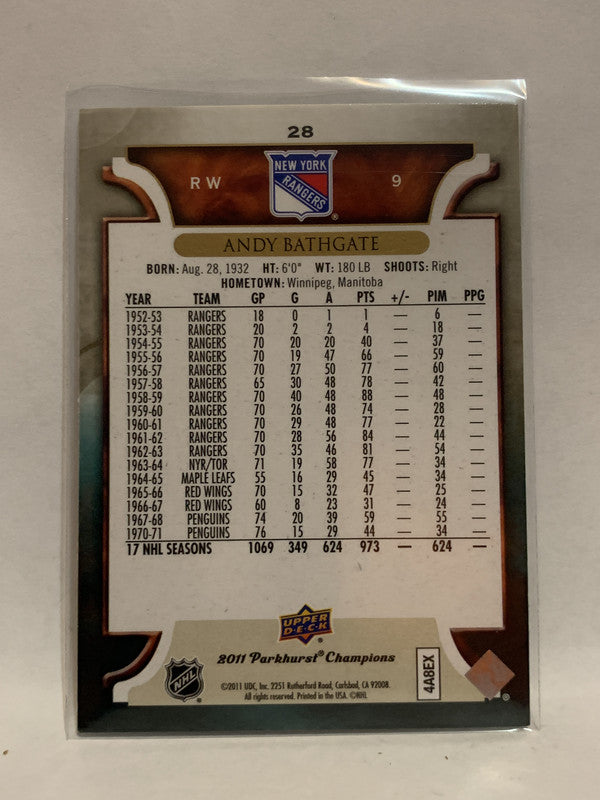 28
RW
NEW YORK
RANGERS
®
9
ANDY BATHGATE
BORN: Aug. 28, 1932 HT: 6'0" WT: 180 LB SHOOTS: Right
HOMETOWN: Winnipeg, Manitoba
YEAR TEAM GP G A PTS +/- PIM PPG
1952-53 RANGERS 18 0 1 1 — 6 —
1953-54 RANGERS 20 2 2 4 — 18 —
1954-55 RANGERS 70 20 20 40 — 37 —
1955-56 RANGERS 70 19 47 66 — 59 —
1956-57 RANGERS 70 27 50 77 — 60 —
1957-58 RANGERS 65 30 48 78 — 42 —
1958-59 RANGERS 70 40 48 88 — 48 —
1959-60 RANGERS 70 26 48 74 — 28 —
1960-61 RANGERS 70 29 48 77 — 22 —
1961-62 RANGERS 70 28 56 84 — 44 —
1962-63 RANGERS 70 35 46 81 — 54 —
1963-64 NYR/TOR 71 19 58 77 — 34 —
1964-65 MAPLE LEAFS 55 16 29 45 — 34 —
1965-66 RED WINGS 70 15 32 47 — 25 —
1966-67 RED WINGS 60 8 23 31 — 24 —
1967-68 PENGUINS 74 20 39 59 — 55 —
1970-71 PENGUINS 76 15 29 44 — 34 —
17 NHL SEASONS 1069 349 624 973 — 624 —
UPPER
DECK
2011 Parkhurst® Champions
NHL
©2011 UDC, Inc. 2251 Rutherford Road, Carlsbad, CA 92008.
All rights reserved. Printed in the USA. ©NHL
4A8EX